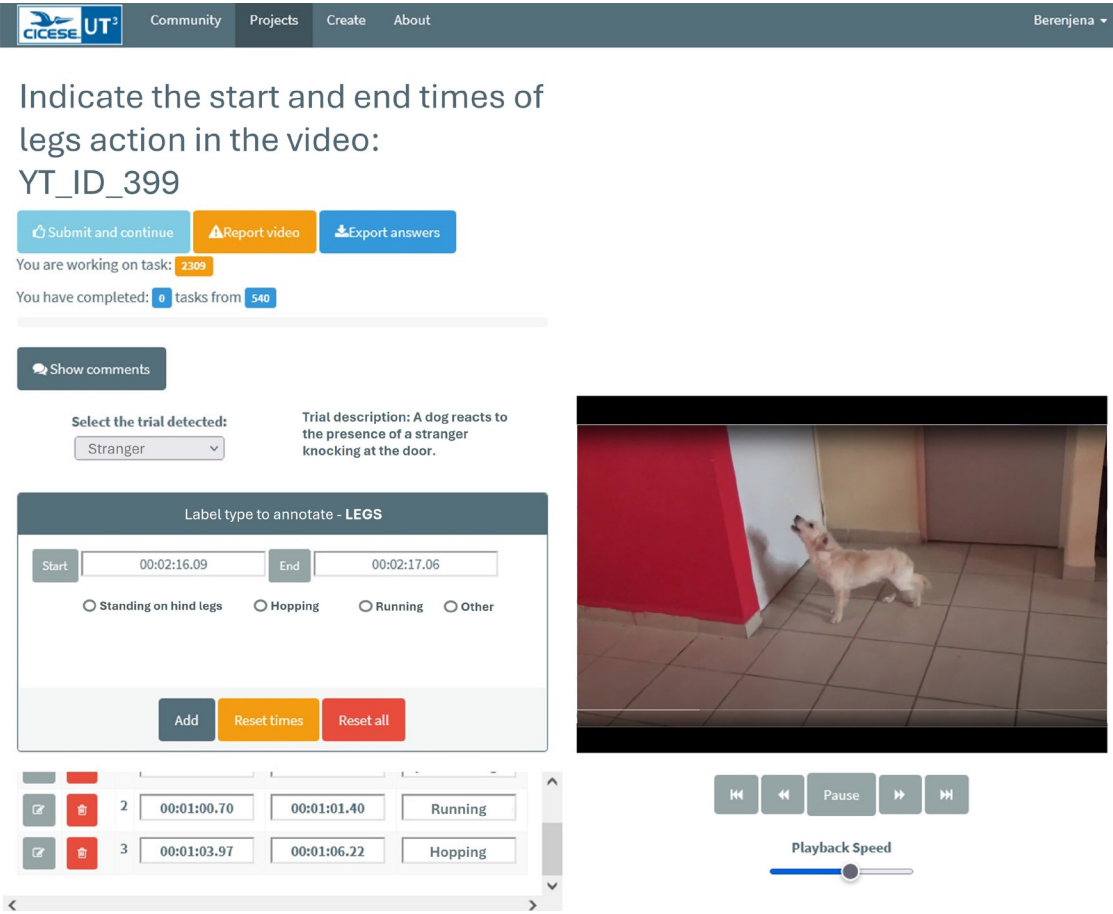 CICESE UT³ Community Projects Create About Berenjena
Indicate the start and end times of
legs action in the video:
YT_ID_399
Submit and continue Report video Export answers
You are working on task: 2309
You have completed: 0 tasks from 540
Show comments
Select the trial detected:
Stranger
Trial description: A dog reacts to
the presence of a stranger
knocking at the door.
Label type to annotate - LEGS
Start 00:02:16.09 End 00:02:17.06
Standing on hind legs Hopping Running Other
Add Reset times Reset all
2 00:01:00.70 00:01:01.40 Running
3 00:01:03.97 00:01:06.22 Hopping
Pause
Playback Speed